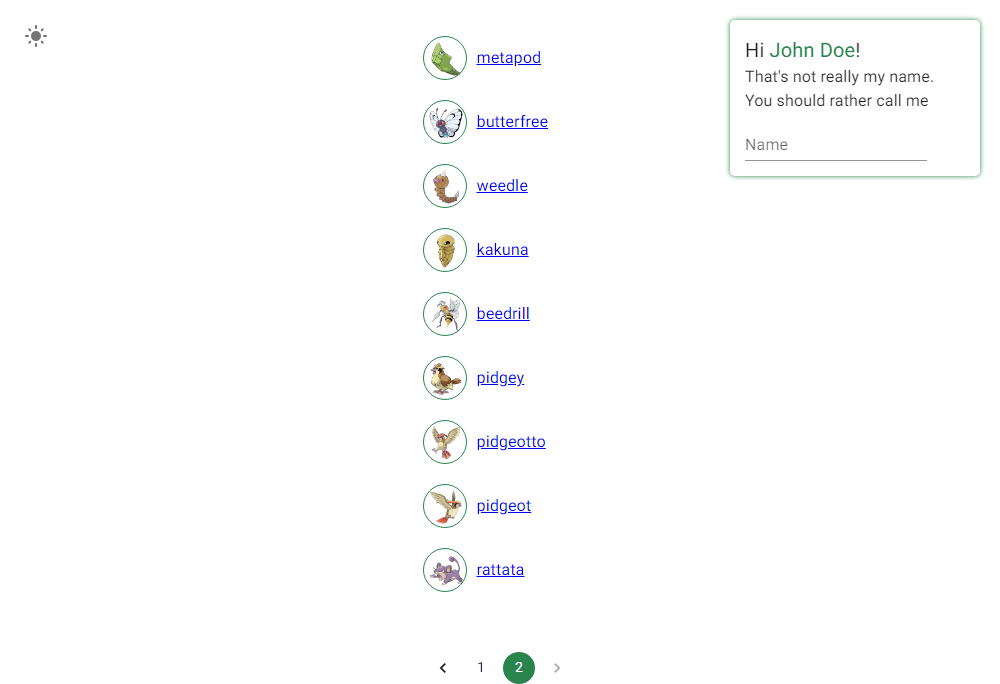 metapod
butterfree
weedle
kakuna
beedrill
pidgey
pidgeotto
pidgeot
rattata
1 2
Hi John Doe!
That's not really my name.
You should rather call me
Name